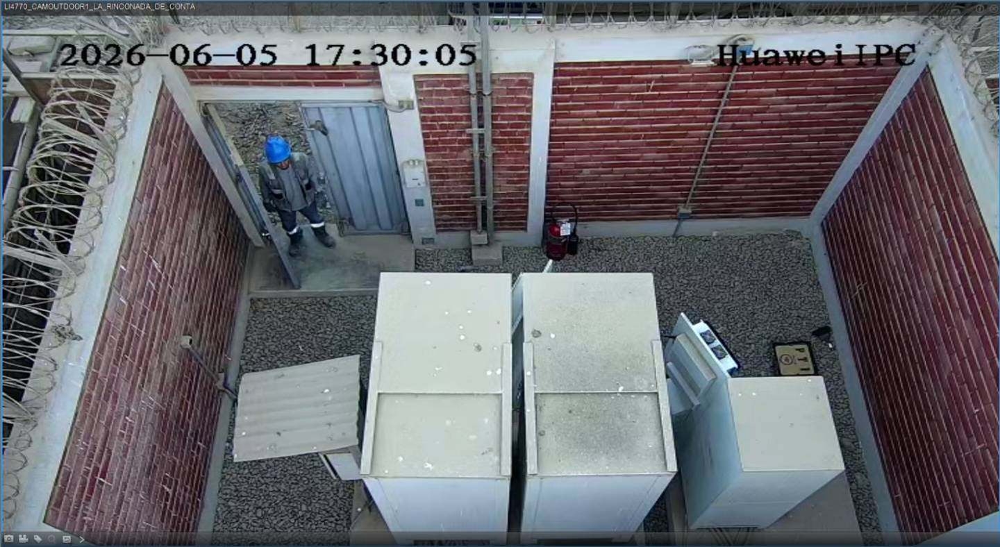 LI4770_CAMOUTDOOR1_LA_RINCONADA_DE_CONTA
2026-06-05 17:30:05
HuaweiIPC